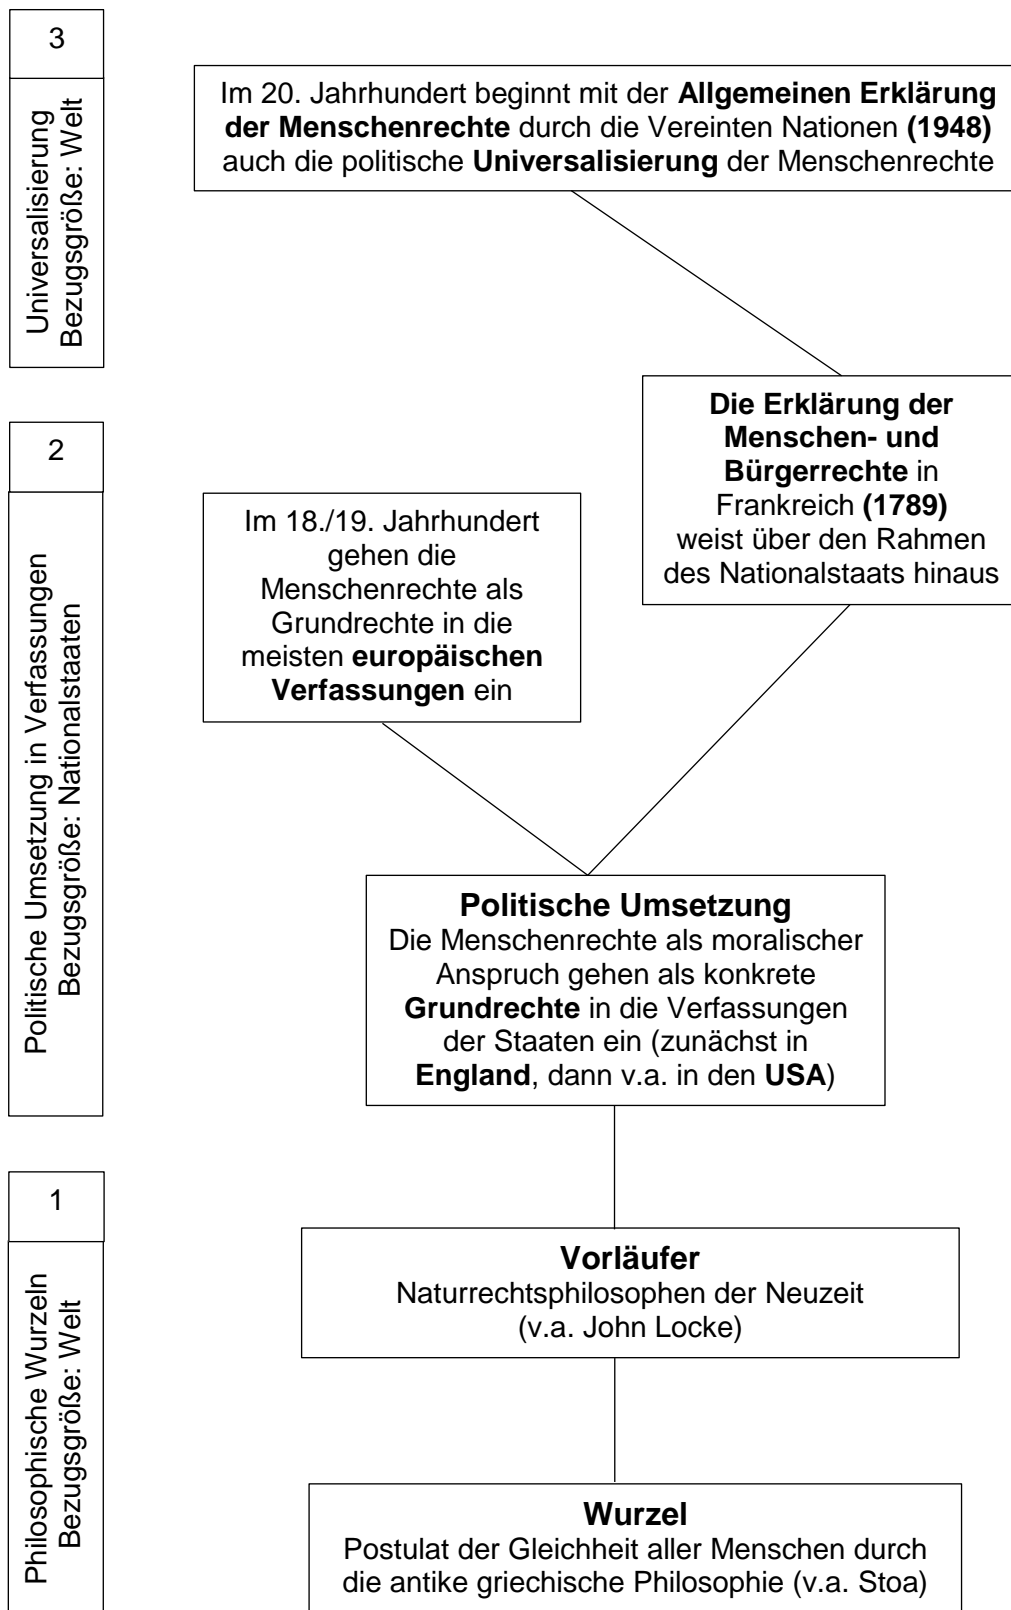 3
Universalisierung
Bezugsgröße: Welt
Im 20. Jahrhundert beginnt mit der Allgemeinen Erklärung
der Menschenrechte durch die Vereinten Nationen (1948)
auch die politische Universalisierung der Menschenrechte
Die Erklärung der
Menschen- und
Bürgerrechte in
Frankreich (1789)
weist über den Rahmen
des Nationalstaats hinaus
2
Politische Umsetzung in Verfassungen
Bezugsgröße: Nationalstaaten
Im 18./19. Jahrhundert
gehen die
Menschenrechte als
Grundrechte in die
meisten europäischen
Verfassungen ein
Politische Umsetzung
Die Menschenrechte als moralischer
Anspruch gehen als konkrete
Grundrechte in die Verfassungen
der Staaten ein (zunächst in
England, dann v.a. in den USA)
1
Philosophische Wurzeln
Bezugsgröße: Welt
Vorläufer
Naturrechtsphilosophen der Neuzeit
(v.a. John Locke)
Wurzel
Postulat der Gleichheit aller Menschen durch
die antike griechische Philosophie (v.a. Stoa)